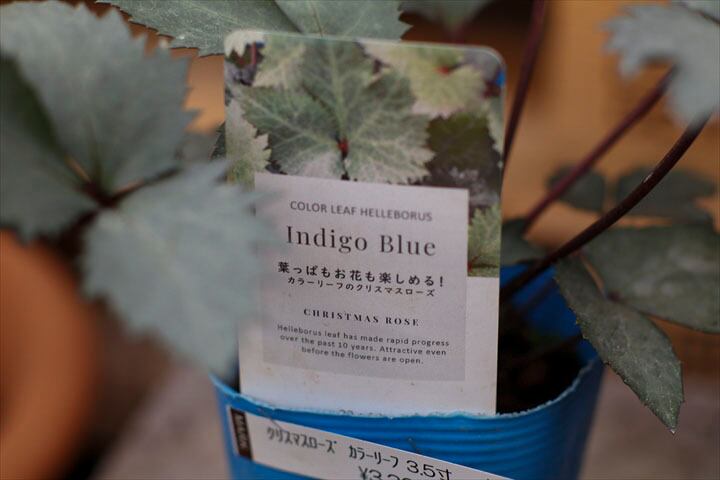 COLOR LEAF HELLEBORUS
Indigo Blue
葉っぱもお花も楽しめる!
カラーリーフのクリスマスローズ
CHRISTMAS ROSE
Helleborus leaf has made rapid progress
over the past 10 years. Attractive even
before the flowers are open.
クリスマスローズ カラーリーフ 3.5寸